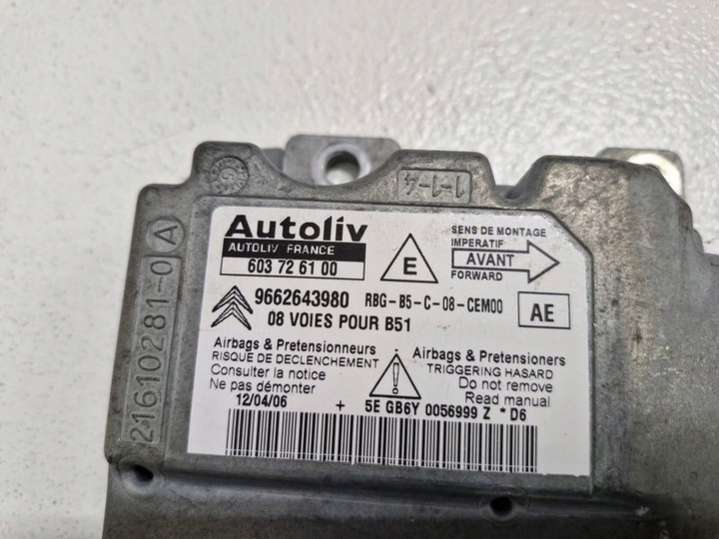 1-1-4
Autoliv
AUTOLIV FRANCE
603 72 61 00
E
SENS DE MONTAGE
IMPERATIF
AVANT
FORWARD
9662643980 RBG-B5-C-08-CEM00
AE
08 VOIES POUR B51
Airbags & Pretensionneurs
RISQUE DE DECLENCHEMENT
Consulter la notice
Ne pas démonter
12/04/06
!
Airbags & Pretensioners
TRIGGERING HASARD
Do not remove
Read manual
+ 5E GB6Y 0056999 Z *D6
21610281-0 A